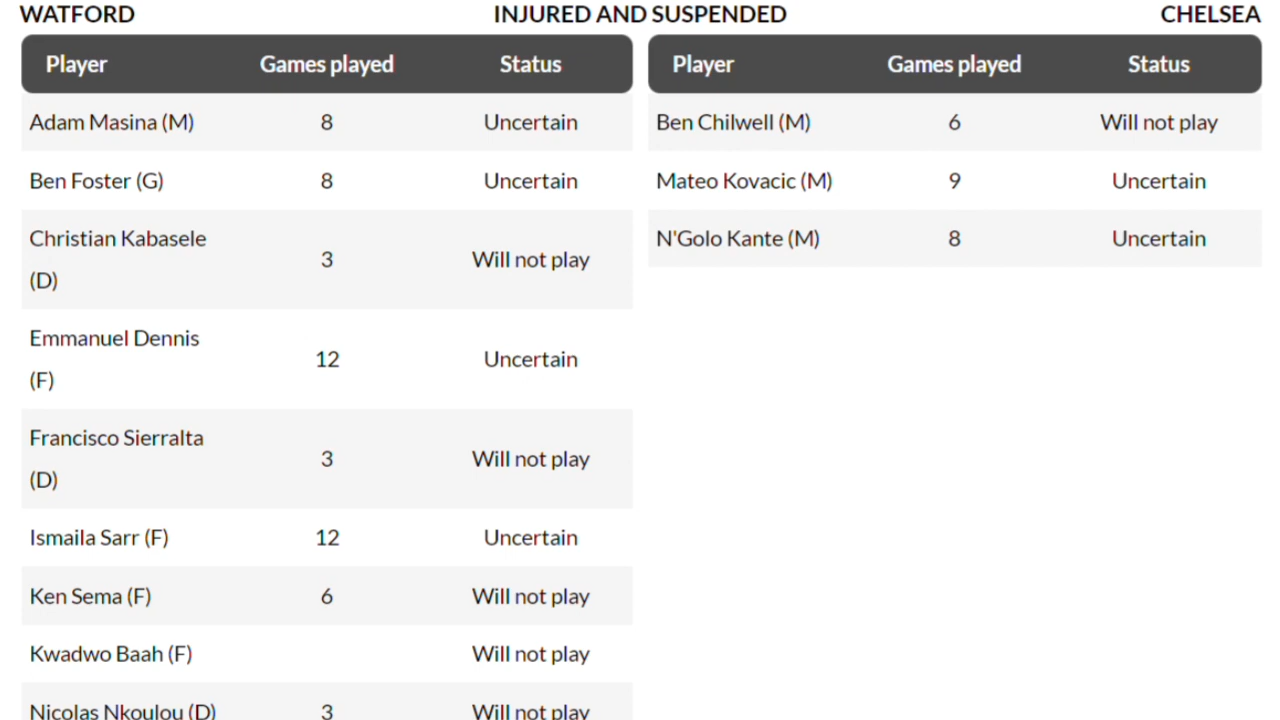 WATFORD INJURED AND SUSPENDED CHELSEA
Player Games played Status Player Games played Status
Adam Masina (M) 8 Uncertain Ben Chilwell (M) 6 Will not play
Ben Foster (G) 8 Uncertain Mateo Kovacic (M) 9 Uncertain
Christian Kabasele
(D) 3 Will not play N'Golo Kante (M) 8 Uncertain
Emmanuel Dennis
(F) 12 Uncertain
Francisco Sierralta
(D) 3 Will not play
Ismaila Sarr (F) 12 Uncertain
Ken Sema (F) 6 Will not play
Kwadwo Baah (F) Will not play
Nicolas Nkoulou (D) 3 Will not play